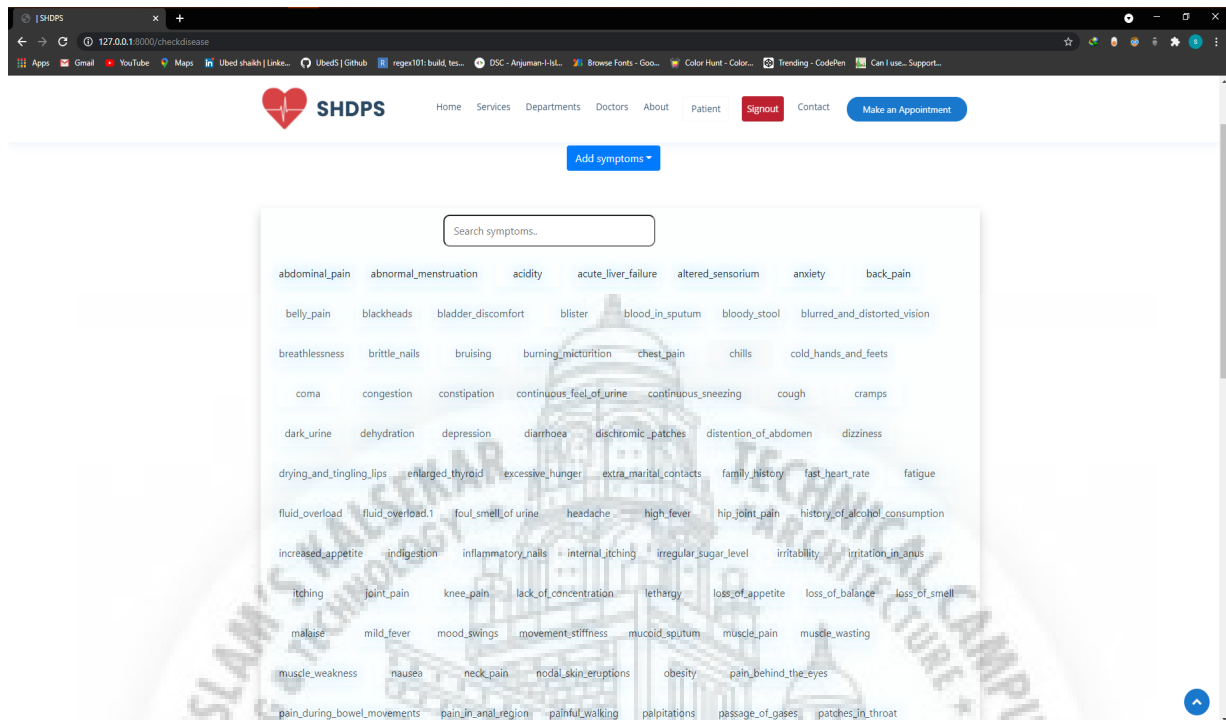 | SHDPS
127.0.0.1:8000/checkdisease
Apps Gmail YouTube Maps Ubed shaikh | Linke... UbedS | Github regex101: build, tes... DSC - Anjuman-I-Isl... Browse Fonts - Goo... Color Hunt - Color... Trending - CodePen Can I use... Support...
SHDPS Home Services Departments Doctors About Patient Signout Contact Make an Appointment
Add symptoms
Search symptoms..
abdominal_pain abnormal_menstruation acidity acute_liver_failure altered_sensorium anxiety back_pain
belly_pain blackheads bladder_discomfort blister blood_in_sputum bloody_stool blurred_and_distorted_vision
breathlessness brittle_nails bruising burning_micturition chest_pain chills cold_hands_and_feets
coma congestion constipation continuous_feel_of_urine continuous_sneezing cough cramps
dark_urine dehydration depression diarrhoea dischromic _patches distention_of_abdomen dizziness
drying_and_tingling_lips enlarged_thyroid excessive_hunger extra_marital_contacts family_history fast_heart_rate fatigue
fluid_overload fluid_overload.1 foul_smell_of urine headache high_fever hip_joint_pain history_of_alcohol_consumption
increased_appetite indigestion inflammatory_nails internal_itching irregular_sugar_level irritability irritation_in_anus
itching joint_pain knee_pain lack_of_concentration lethargy loss_of_appetite loss_of_balance loss_of_smell
malaise mild_fever mood_swings movement_stiffness mucoid_sputum muscle_pain muscle_wasting
muscle_weakness nausea neck_pain nodal_skin_eruptions obesity pain_behind_the_eyes
pain_during_bowel_movements pain_in_anal_region painful_walking palpitations passage_of_gases patches_in_throat
ISLAM'S KALSEKAR TECHNICAL CAMPUS
& TECHNOLOGY ARCHITECTURE